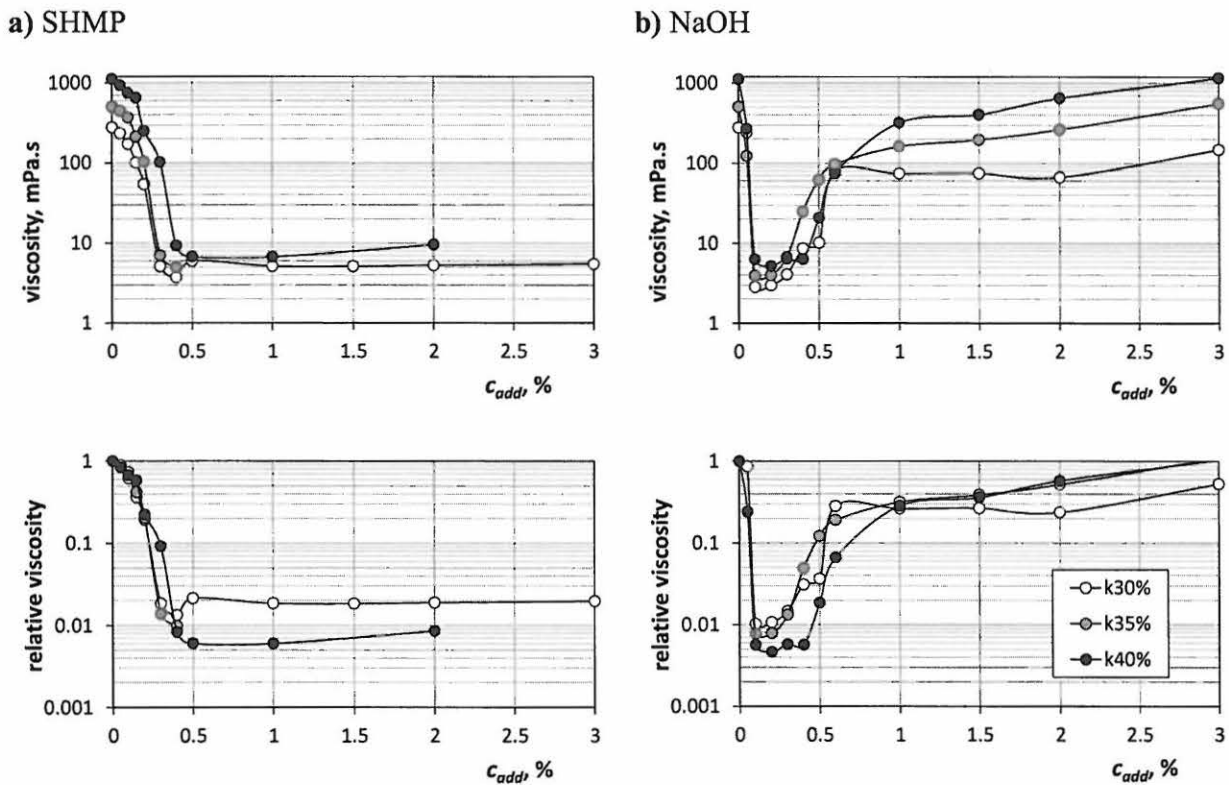 a) SHMP
b) NaOH
1000
100
10
1
viscosity, mPa.s
0 0.5 1 1.5 2 2.5 3
c_add, %
1000
100
10
1
viscosity, mPa.s
0 0.5 1 1.5 2 2.5 3
c_add, %
1
0.1
0.01
0.001
relative viscosity
0 0.5 1 1.5 2 2.5 3
c_add, %
1
0.1
0.01
0.001
relative viscosity
k30%
k35%
k40%
0 0.5 1 1.5 2 2.5 3
c_add, %